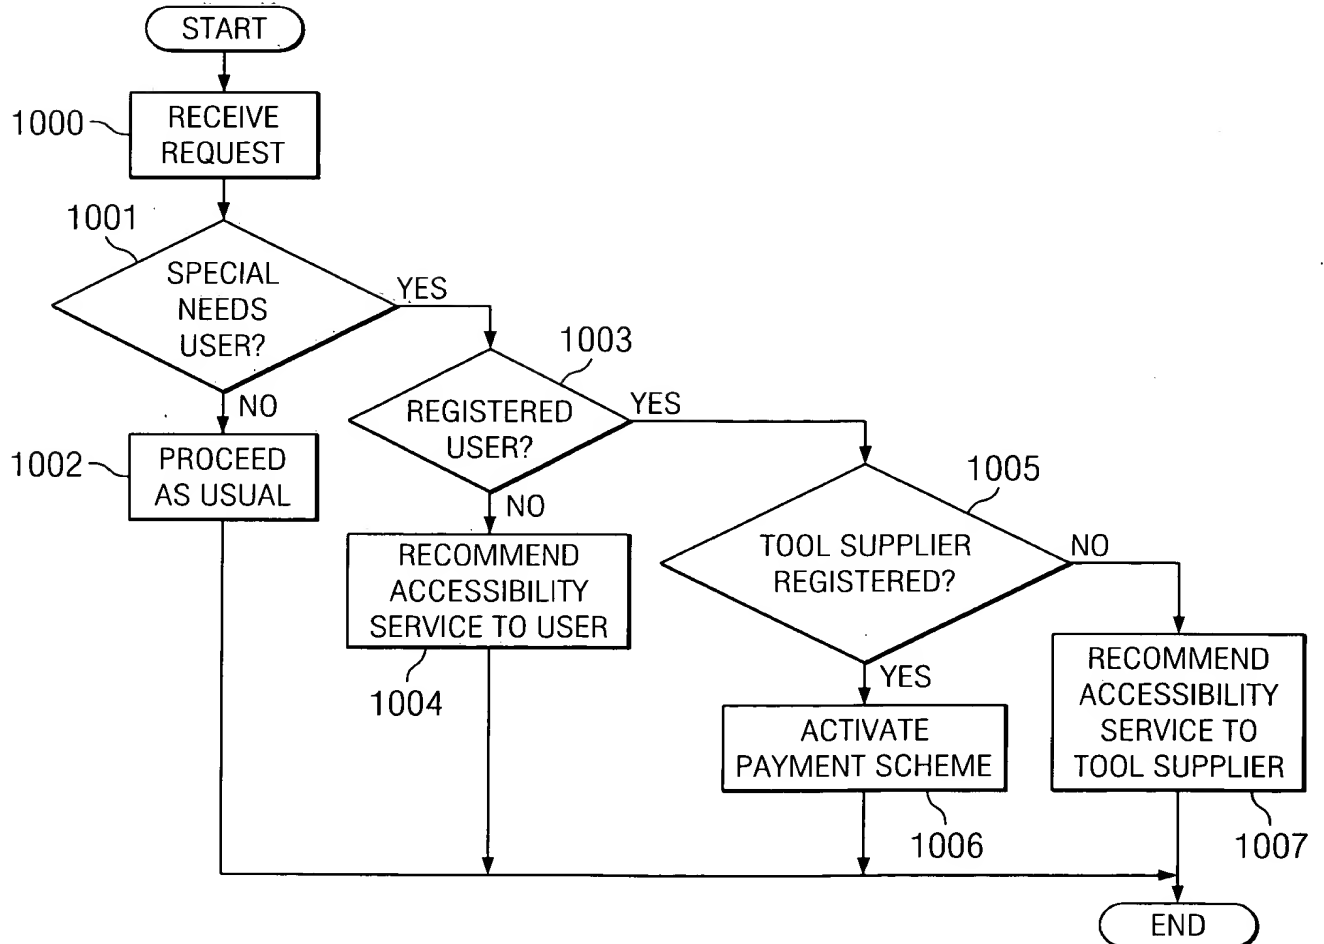 START
1000
RECEIVE
REQUEST
1001
SPECIAL
NEEDS
USER?
YES
NO
1002
PROCEED
AS USUAL
1003
REGISTERED
USER?
YES
NO
RECOMMEND
ACCESSIBILITY
SERVICE TO USER
1004
1005
TOOL SUPPLIER
REGISTERED?
NO
YES
ACTIVATE
PAYMENT SCHEME
1006
RECOMMEND
ACCESSIBILITY
SERVICE TO
TOOL SUPPLIER
1007
END